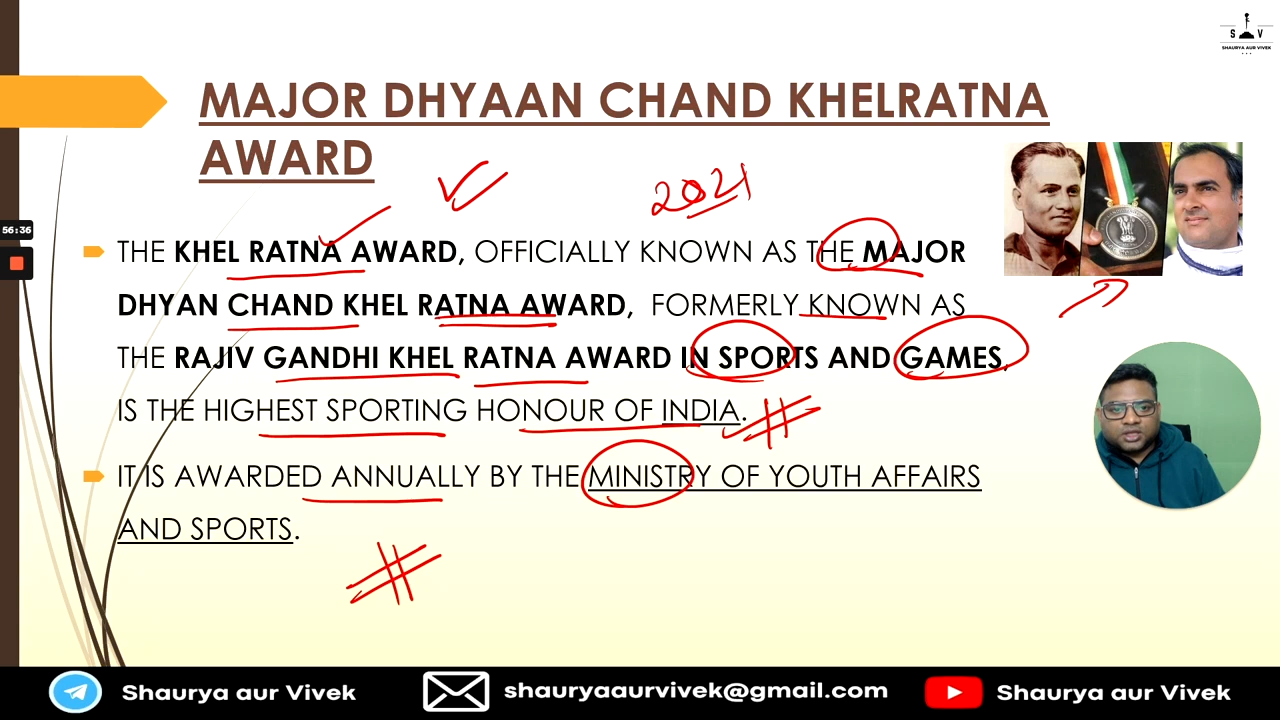 S V
SHAURYA AUR VIVEK
MAJOR DHYAAN CHAND KHELRATNA
AWARD
2021
56:36
THE KHEL RATNA AWARD, OFFICIALLY KNOWN AS THE MAJOR
DHYAN CHAND KHEL RATNA AWARD, FORMERLY KNOWN AS
THE RAJIV GANDHI KHEL RATNA AWARD IN SPORTS AND GAMES,
IS THE HIGHEST SPORTING HONOUR OF INDIA.
IT IS AWARDED ANNUALLY BY THE MINISTRY OF YOUTH AFFAIRS
AND SPORTS.
Shaurya aur Vivek
shauryaaurvivek@gmail.com
Shaurya aur Vivek